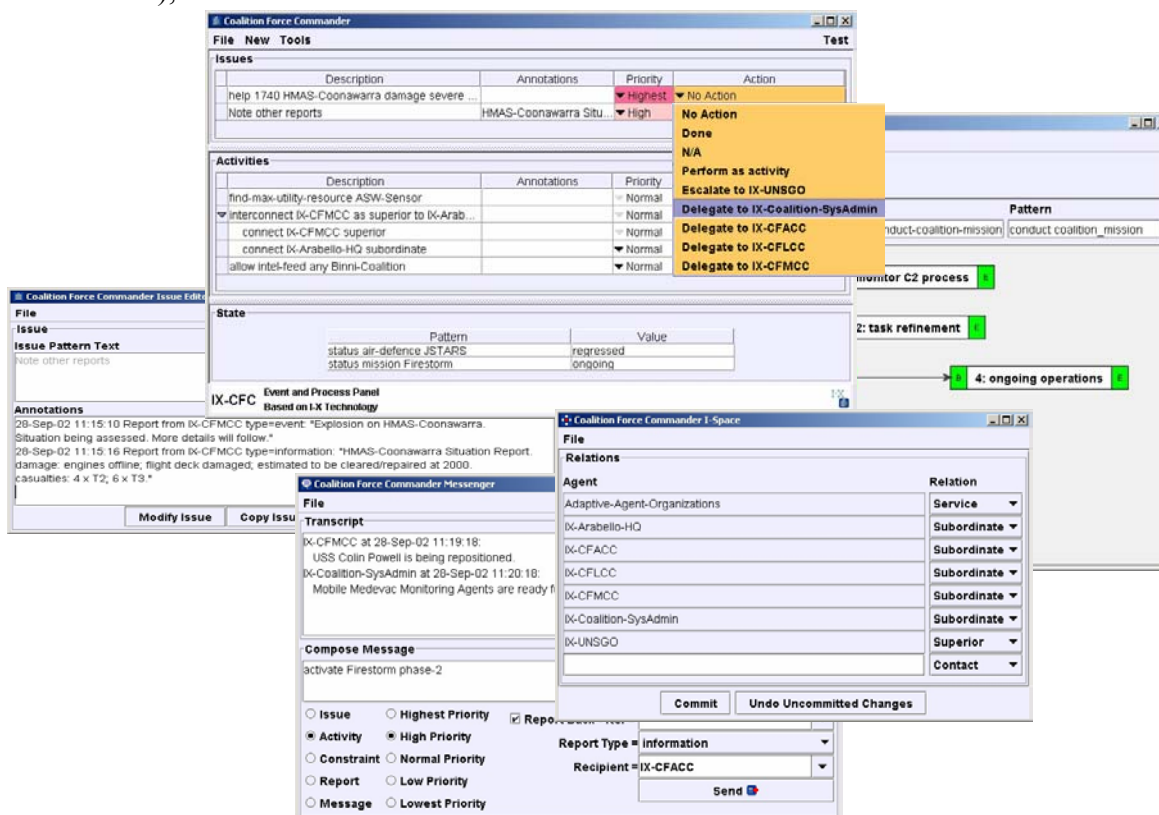 ),
Coalition Force Commander
File New Tools Test
Issues
Description Annotations Priority Action
help 1740 HMAS-Coonawarra damage severe ... Highest No Action
Note other reports HMAS-Coonawarra Situ... High
No Action
Done
N/A
Perform as activity
Escalate to IX-UNSGO
Delegate to IX-Coalition-SysAdmin
Delegate to IX-CFACC
Delegate to IX-CFLCC
Delegate to IX-CFMCC
Activities
Description Annotations Priority
find-max-utility-resource ASW-Sensor Normal
interconnect IX-CFMCC as superior to IX-Arab... Normal
connect IX-CFMCC superior Normal
connect IX-Arabello-HQ subordinate Normal
allow intel-feed any Binni-Coalition Normal
State
Pattern Value
status air-defence JSTARS regressed
status mission Firestorm ongoing
IX-CFC Event and Process Panel
Based on I-X Technology
Pattern
nduct-coalition-mission conduct coalition_mission
monitor C2 process E
2: task refinement E
B 4: ongoing operations E
Coalition Force Commander Issue Edito
File
Issue
Issue Pattern Text
Note other reports
Annotations
28-Sep-02 11:15:10 Report from IX-CFMCC type=event: "Explosion on HMAS-Coonawarra.
Situation being assessed. More details will follow."
28-Sep-02 11:15:16 Report from IX-CFMCC type=information: "HMAS-Coonawarra Situation Report.
damage: engines offline; flight deck damaged; estimated to be cleared/repaired at 2000.
casualties: 4 x T2; 6 x T3."
Modify Issue Copy Issu
Coalition Force Commander Messenger
File
Transcript
IX-CFMCC at 28-Sep-02 11:19:18:
USS Colin Powell is being repositioned.
IX-Coalition-SysAdmin at 28-Sep-02 11:20:18:
Mobile Medevac Monitoring Agents are ready f
Compose Message
activate Firestorm phase-2
Issue Highest Priority Report Back
Activity High Priority Report Type = information
Constraint Normal Priority Recipient = IX-CFACC
Report Low Priority Send
Message Lowest Priority
Coalition Force Commander I-Space
File
Relations
Agent Relation
Adaptive-Agent-Organizations Service
IX-Arabello-HQ Subordinate
IX-CFACC Subordinate
IX-CFLCC Subordinate
IX-CFMCC Subordinate
IX-Coalition-SysAdmin Subordinate
IX-UNSGO Superior
Contact
Commit Undo Uncommitted Changes